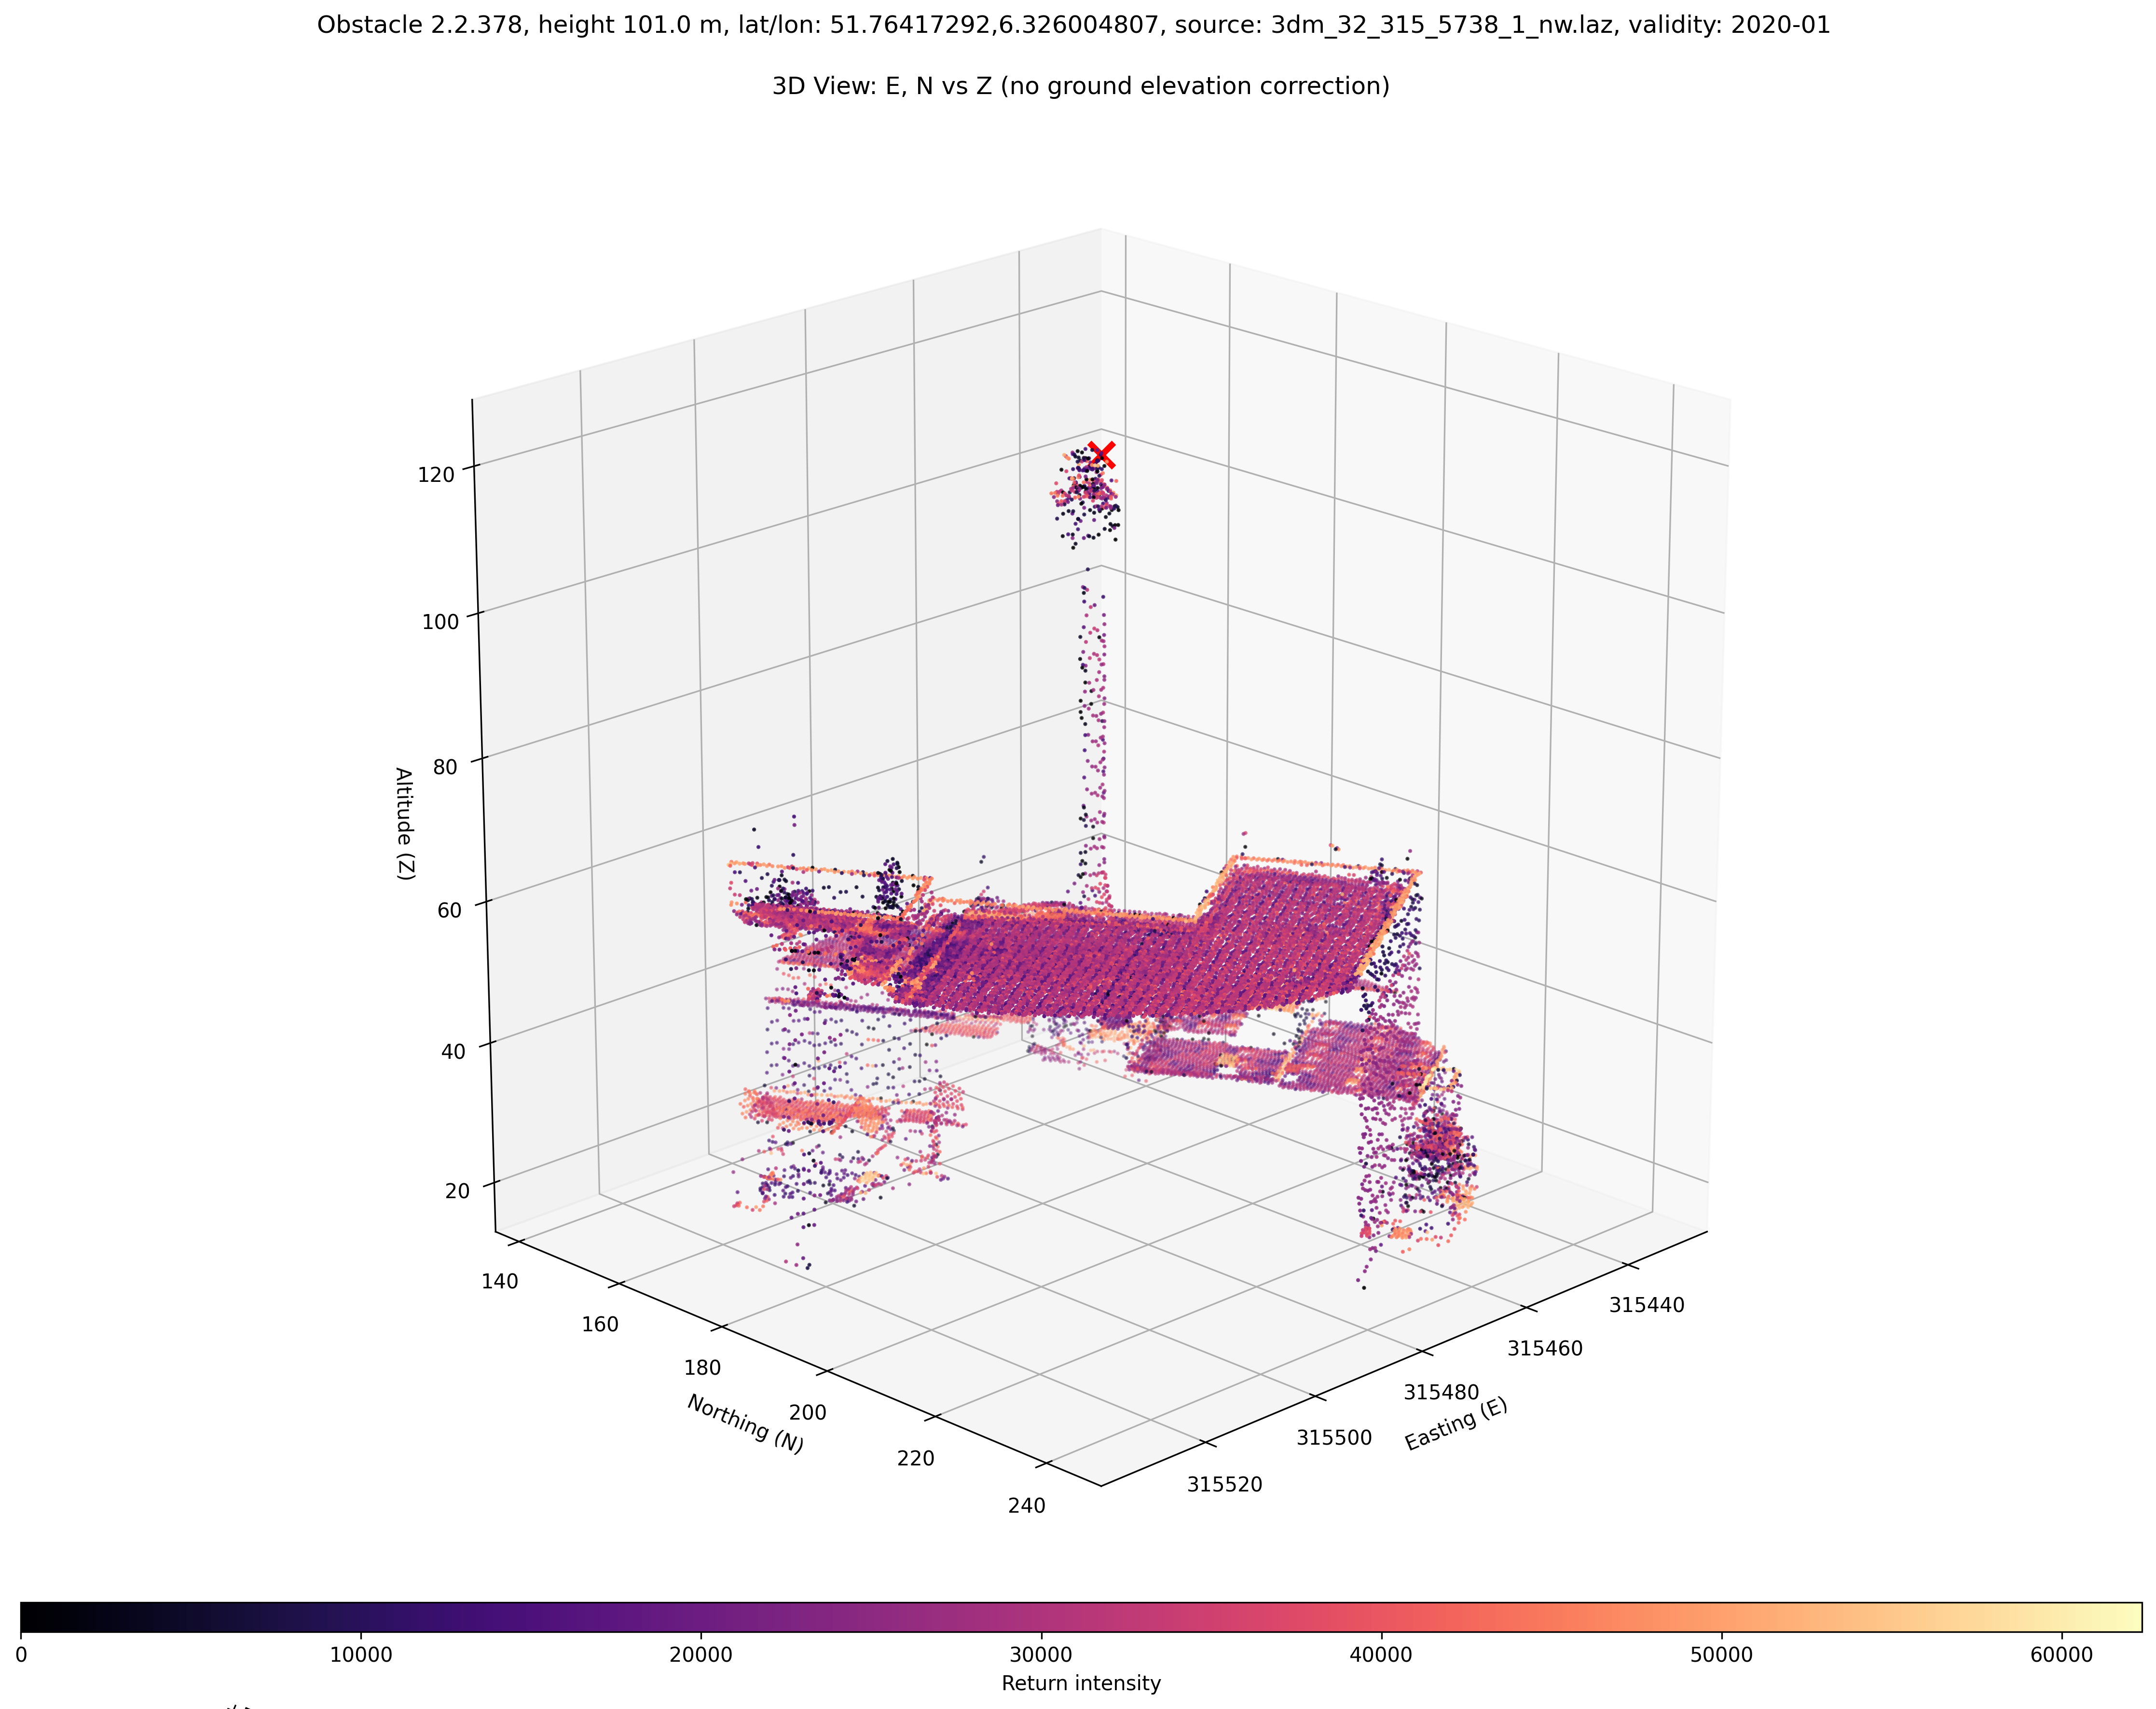 Obstacle 2.2.378, height 101.0 m, lat/lon: 51.76417292,6.326004807, source: 3dm_32_315_5738_1_nw.laz, validity: 2020-01
3D View: E, N vs Z (no ground elevation correction)
120
100
80
60
40
20
Altitude (Z)
140
160
180
200
220
240
Northing (N)
315440
315460
315480
315500
315520
Easting (E)
0 10000 20000 30000 40000 50000 60000
Return intensity